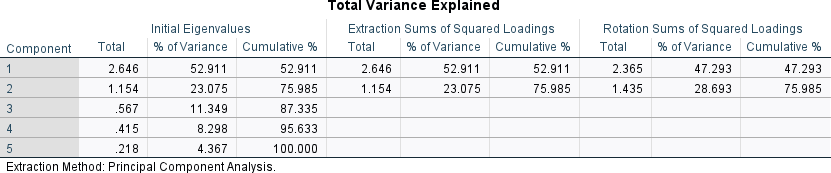 Total Variance Explained
Initial Eigenvalues Extraction Sums of Squared Loadings Rotation Sums of Squared Loadings
Component Total % of Variance Cumulative % Total % of Variance Cumulative % Total % of Variance Cumulative %
1 2.646 52.911 52.911 2.646 52.911 52.911 2.365 47.293 47.293
2 1.154 23.075 75.985 1.154 23.075 75.985 1.435 28.693 75.985
3 .567 11.349 87.335
4 .415 8.298 95.633
5 .218 4.367 100.000
Extraction Method: Principal Component Analysis.